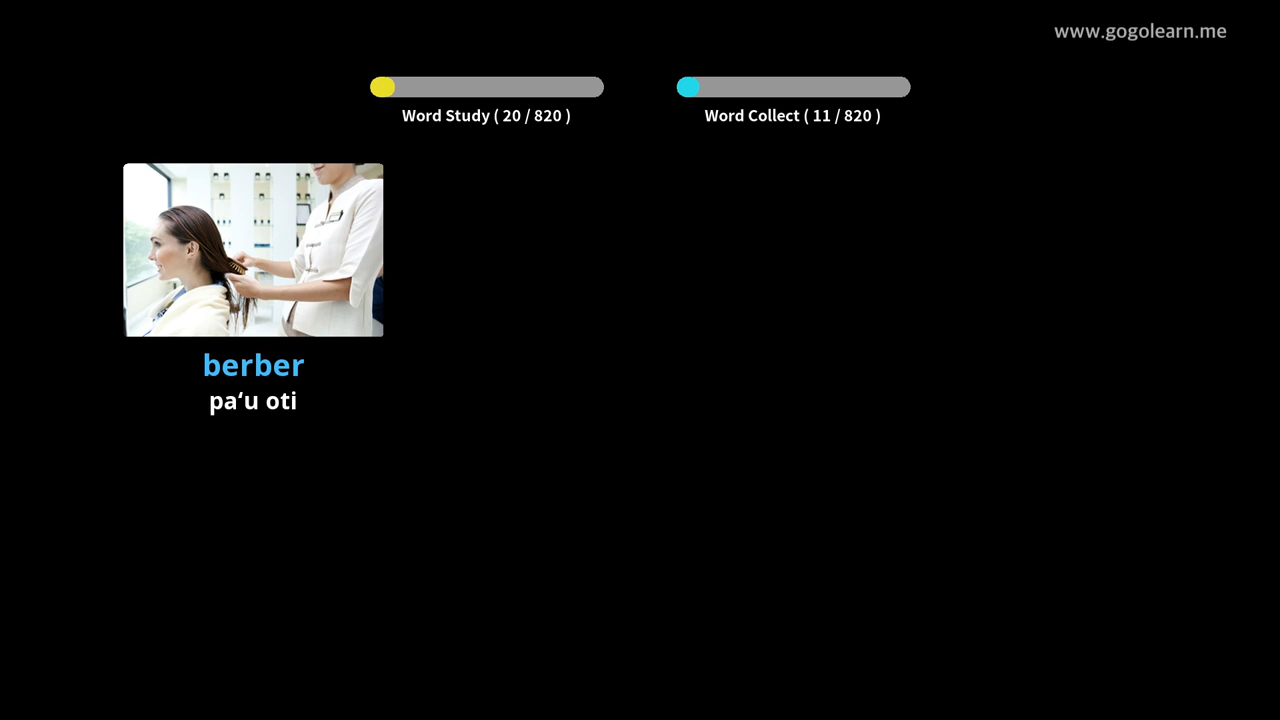 www.gogolearn.me
Word Study ( 20 / 820 )
Word Collect ( 11 / 820 )
berber
pa‘u oti